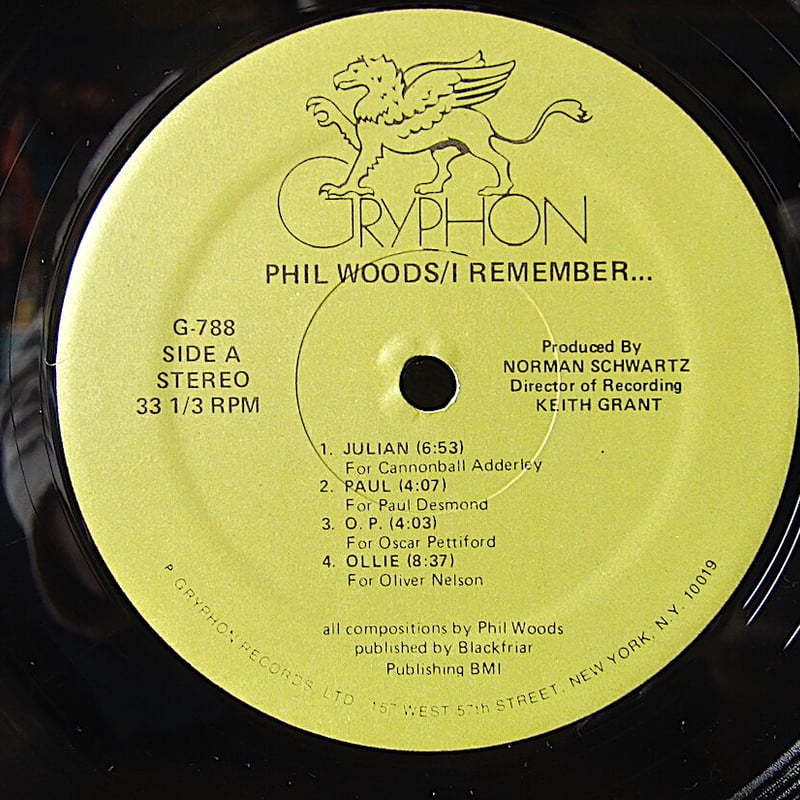 GRYPHON
PHIL WOODS/I REMEMBER...
G-788
SIDE A
STEREO
33 1/3 RPM
Produced By
NORMAN SCHWARTZ
Director of Recording
KEITH GRANT
1. JULIAN (6:53)
For Cannonball Adderley
2. PAUL (4:07)
For Paul Desmond
3. O. P. (4:03)
For Oscar Pettiford
4. OLLIE (8:37)
For Oliver Nelson
all compositions by Phil Woods
published by Blackfriar
Publishing BMI
℗ GRYPHON RECORDS, LTD 157 WEST 57th STREET, NEW YORK, N.Y. 10019